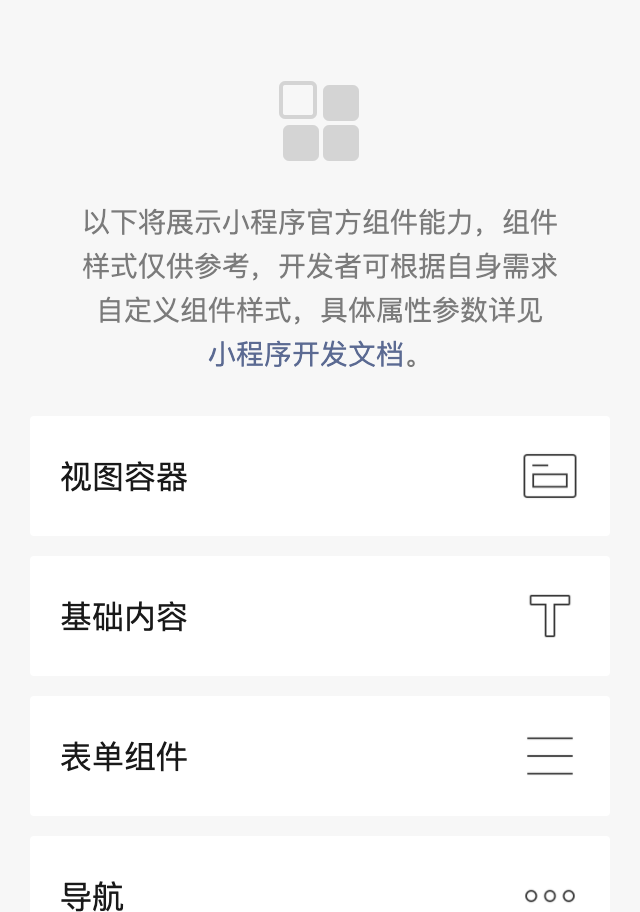 以下将展示小程序官方组件能力，组件
样式仅供参考，开发者可根据自身需求
自定义组件样式，具体属性参数详见
小程序开发文档。
视图容器
基础内容
表单组件
导航